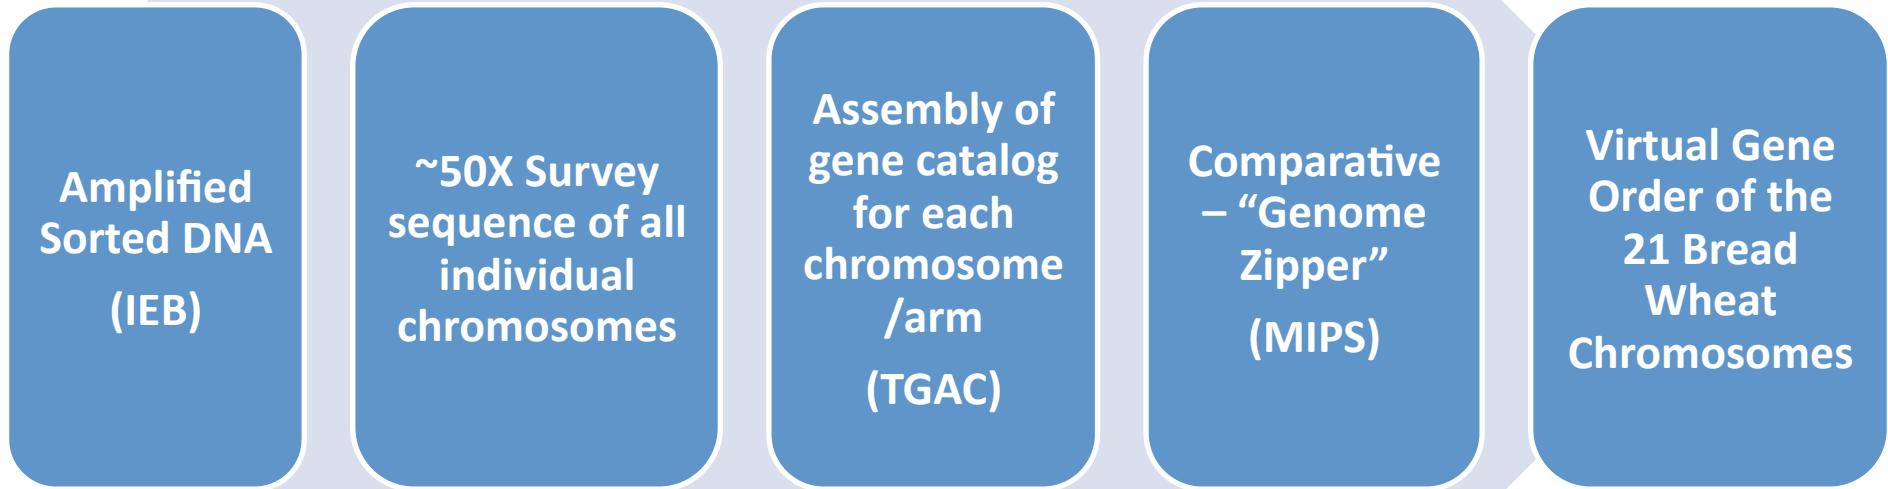 Amplified
Sorted DNA
(IEB)
~50X Survey
sequence of all
individual
chromosomes
Assembly of
gene catalog
for each
chromosome
/arm
(TGAC)
Comparative
– “Genome
Zipper”
(MIPS)
Virtual Gene
Order of the
21 Bread
Wheat
Chromosomes